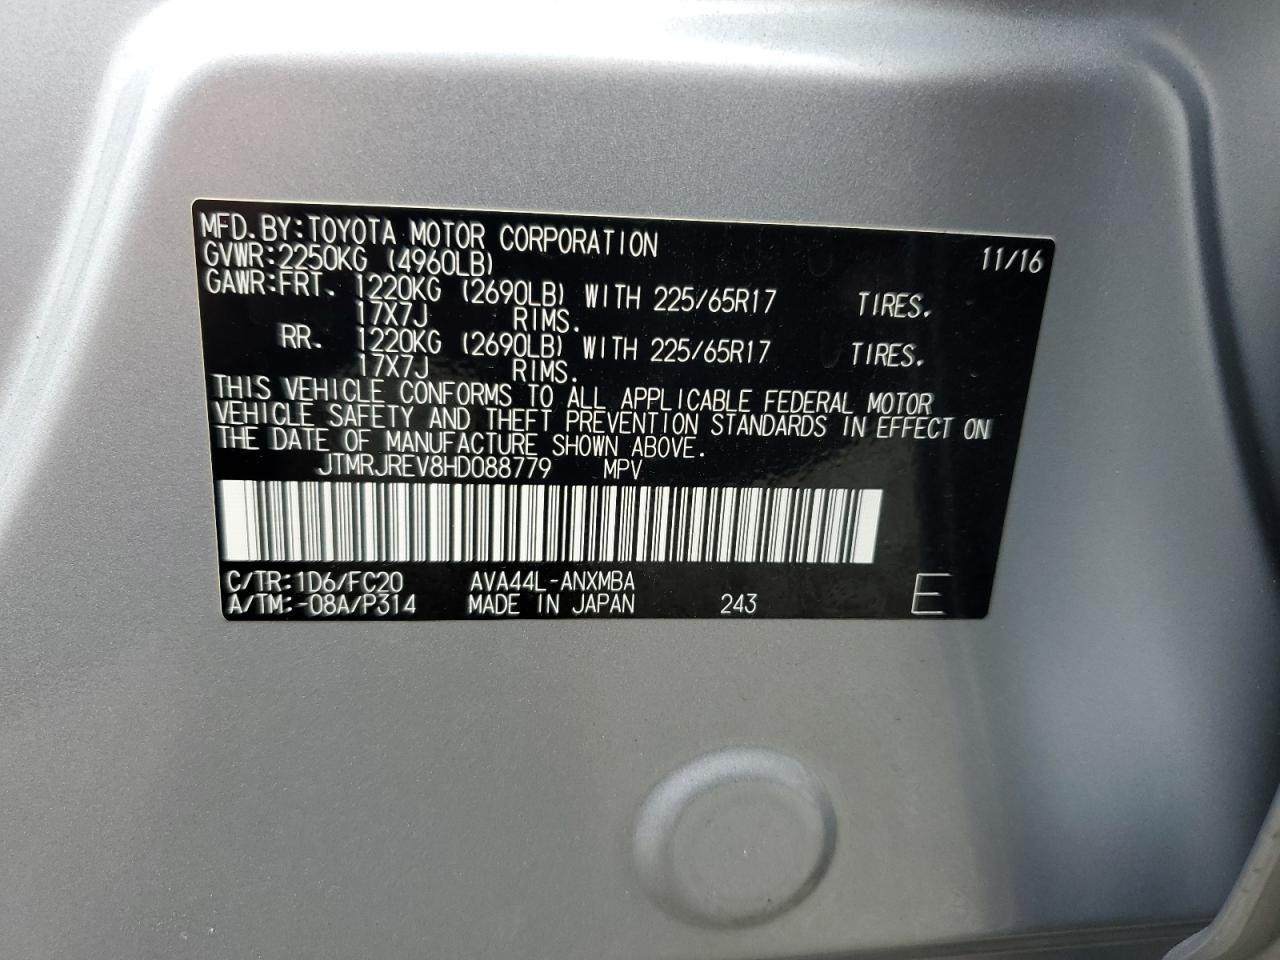 MFD.BY:TOYOTA MOTOR CORPORATION 11/16
GVWR:2250KG (4960LB)
GAWR:FRT. 1220KG (2690LB) WITH 225/65R17 TIRES.
17X7J RIMS.
RR. 1220KG (2690LB) WITH 225/65R17 TIRES.
17X7J RIMS.
THIS VEHICLE CONFORMS TO ALL APPLICABLE FEDERAL MOTOR
VEHICLE SAFETY AND THEFT PREVENTION STANDARDS IN EFFECT ON
THE DATE OF MANUFACTURE SHOWN ABOVE.
JTMRJREV8HD088779 MPV
C/TR:1D6/FC20 AVA44L-ANXMBA
A/TM:-08A/P314 MADE IN JAPAN 243 E